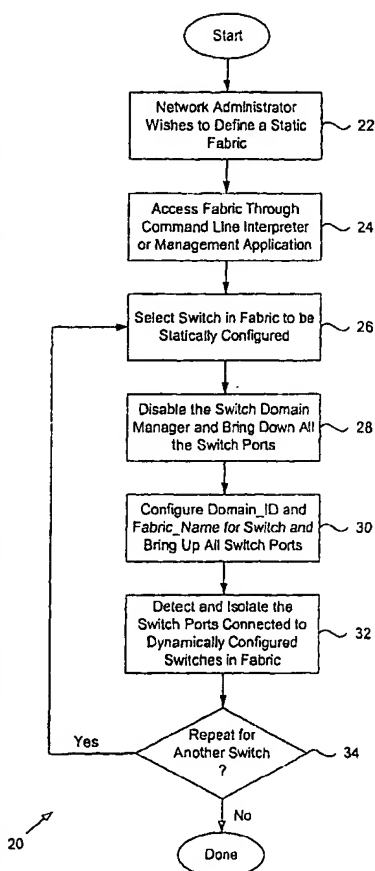 Start
Network Administrator
Wishes to Define a Static
Fabric
22
Access Fabric Through
Command Line Interpreter
or Management Application
24
Select Switch in Fabric to be
Statically Configured
26
Disable the Switch Domain
Manager and Bring Down All
the Switch Ports
28
Configure Domain_ID and
Fabric_Name for Switch and
Bring Up All Switch Ports
30
Detect and Isolate the
Switch Ports Connected to
Dynamically Configured
Switches in Fabric
32
Yes
Repeat for
Another Switch
?
34
No
20
Done